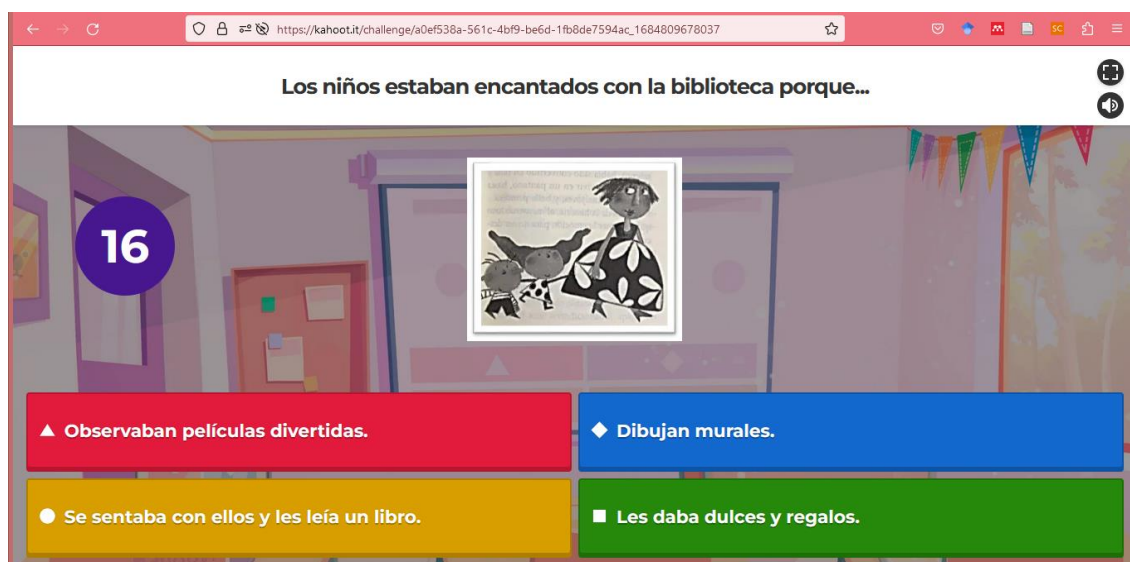 https://kahoot.it/challenge/a0ef538a-561c-4bf9-be6d-1fb8de7594ac_1684809678037
SC
Los niños estaban encantados con la biblioteca porque...
16
Observaban películas divertidas.
Dibujan murales.
Se sentaba con ellos y les leía un libro.
Les daba dulces y regalos.